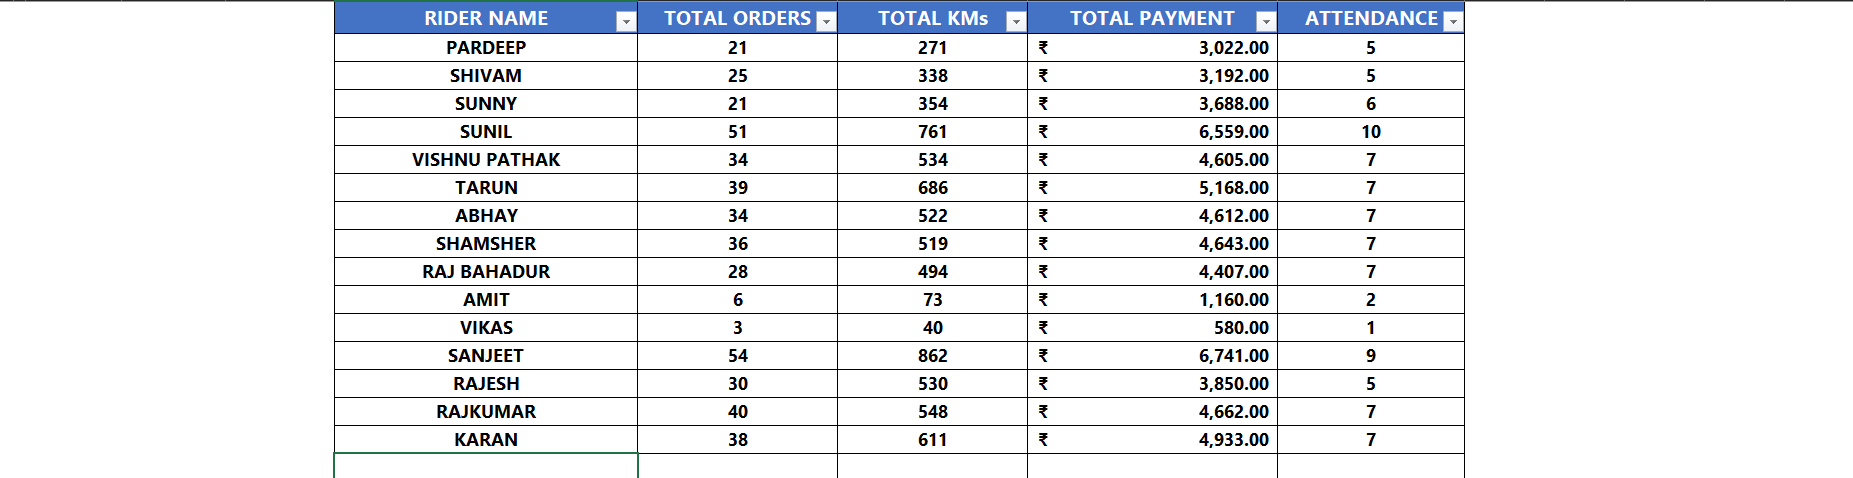 RIDER NAME TOTAL ORDERS TOTAL KMs TOTAL PAYMENT ATTENDANCE
PARDEEP 21 271 ₹ 3,022.00 5
SHIVAM 25 338 ₹ 3,192.00 5
SUNNY 21 354 ₹ 3,688.00 6
SUNIL 51 761 ₹ 6,559.00 10
VISHNU PATHAK 34 534 ₹ 4,605.00 7
TARUN 39 686 ₹ 5,168.00 7
ABHAY 34 522 ₹ 4,612.00 7
SHAMSHER 36 519 ₹ 4,643.00 7
RAJ BAHADUR 28 494 ₹ 4,407.00 7
AMIT 6 73 ₹ 1,160.00 2
VIKAS 3 40 ₹ 580.00 1
SANJEET 54 862 ₹ 6,741.00 9
RAJESH 30 530 ₹ 3,850.00 5
RAJKUMAR 40 548 ₹ 4,662.00 7
KARAN 38 611 ₹ 4,933.00 7